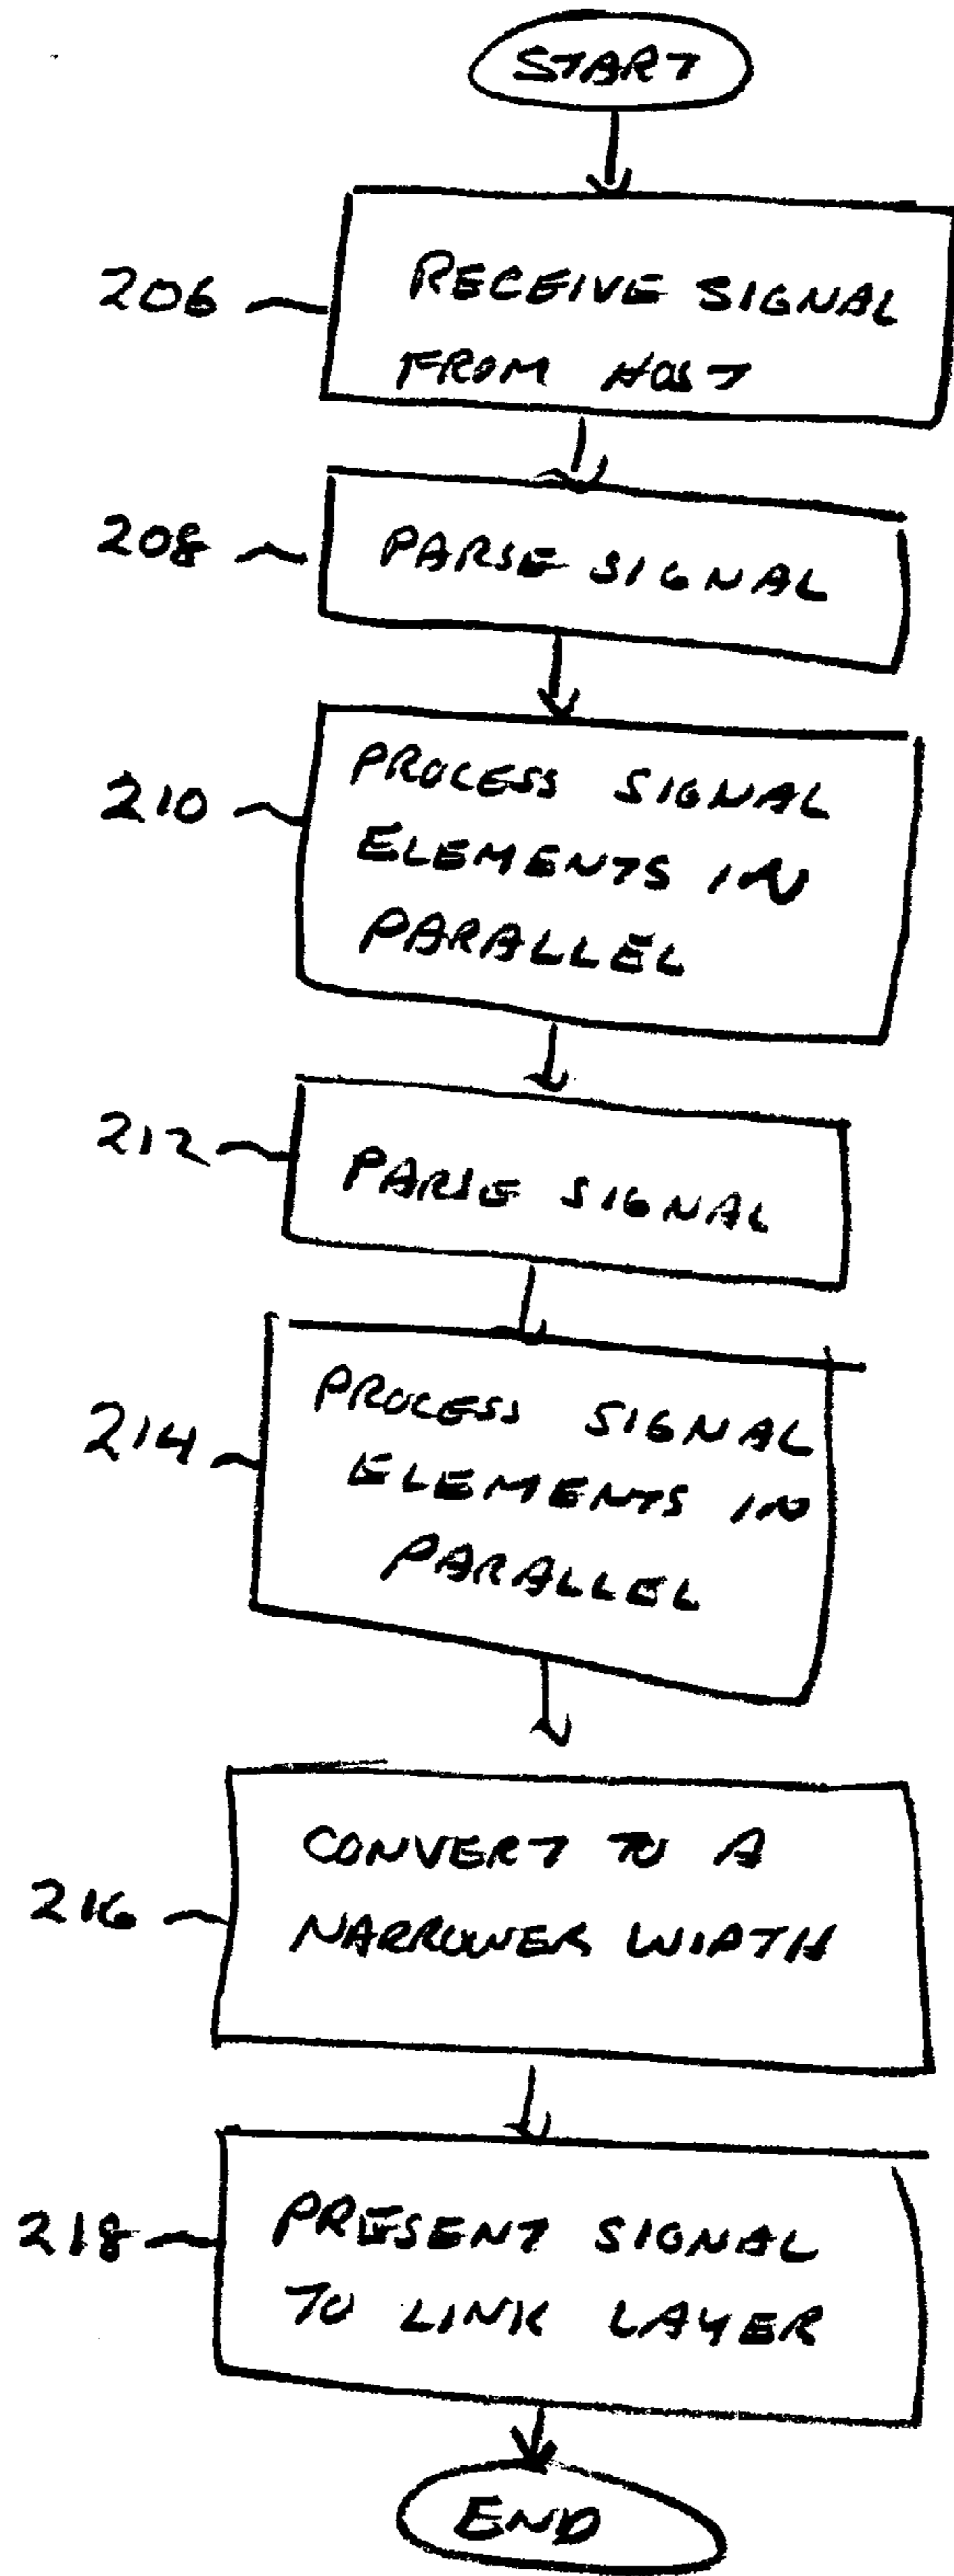 START
206
RECEIVE SIGNAL
FROM HOST
208
PARSE SIGNAL
210
PROCESS SIGNAL
ELEMENTS IN
PARALLEL
212
PARSE SIGNAL
214
PROCESS SIGNAL
ELEMENTS IN
PARALLEL
216
CONVERT TO A
NARROWER WIDTH
218
PRESENT SIGNAL
TO LINK LAYER
END